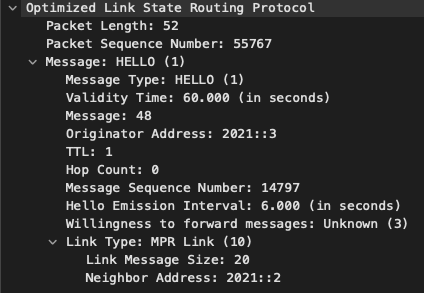 Optimized Link State Routing Protocol
Packet Length: 52
Packet Sequence Number: 55767
Message: HELLO (1)
Message Type: HELLO (1)
Validity Time: 60.000 (in seconds)
Message: 48
Originator Address: 2021::3
TTL: 1
Hop Count: 0
Message Sequence Number: 14797
Hello Emission Interval: 6.000 (in seconds)
Willingness to forward messages: Unknown (3)
Link Type: MPR Link (10)
Link Message Size: 20
Neighbor Address: 2021::2